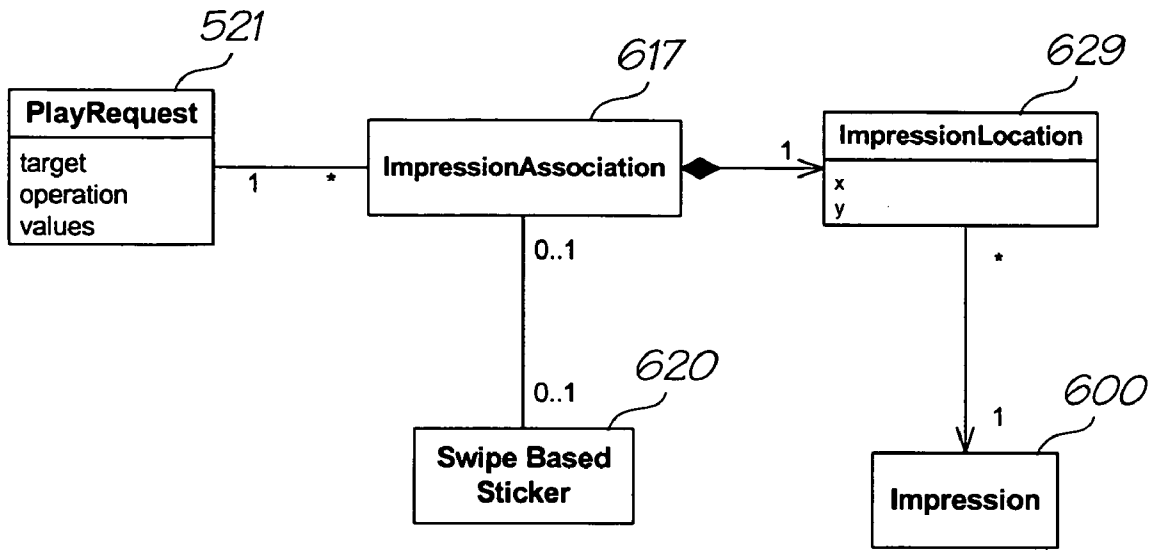 521
PlayRequest
target
operation
values
1
*
617
ImpressionAssociation
1
629
ImpressionLocation
x
y
0..1
0..1
620
Swipe Based
Sticker
*
1
600
Impression